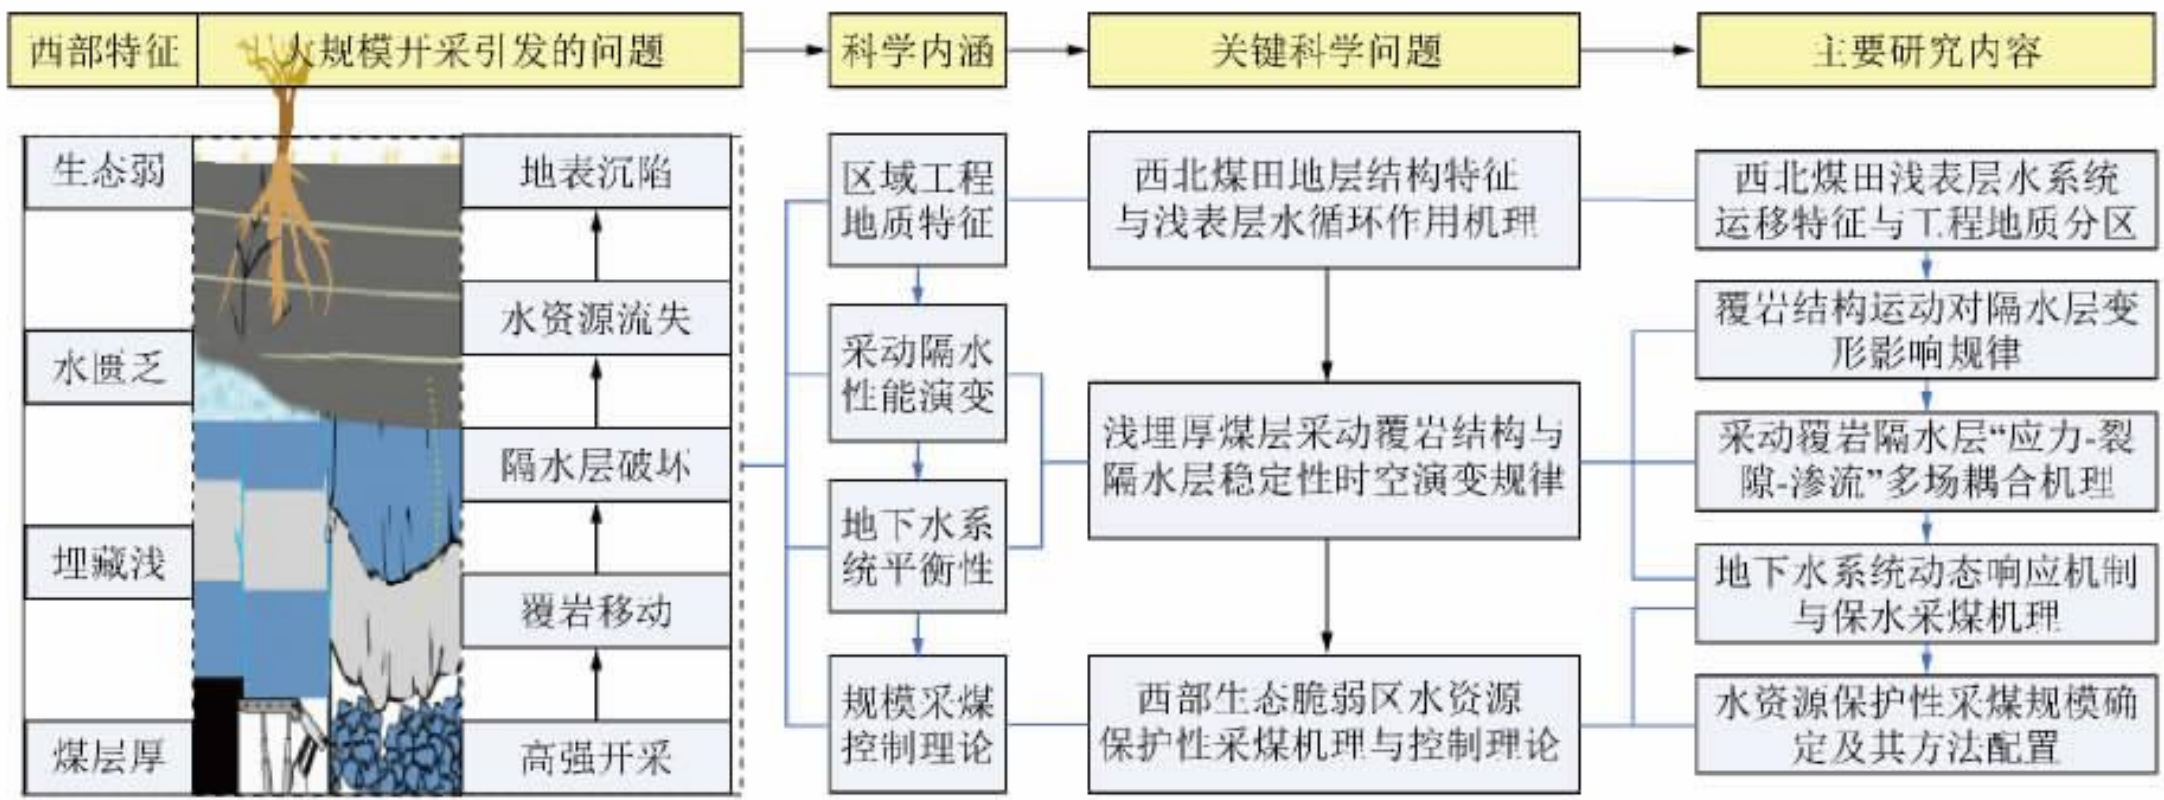 西部特征
大规模开采引发的问题
科学内涵
关键科学问题
主要研究内容
生态弱
水匮乏
埋藏浅
煤层厚
地表沉陷
水资源流失
隔水层破坏
覆岩移动
高强开采
区域工程
地质特征
采动隔水
性能演变
地下水系
统平衡性
规模采煤
控制理论
西北煤田地层结构特征
与浅表层水循环作用机理
浅埋厚煤层采动覆岩结构与
隔水层稳定性时空演变规律
西部生态脆弱区水资源
保护性采煤机理与控制理论
西北煤田浅表层水系统
运移特征与工程地质分区
覆岩结构运动对隔水层变
形影响规律
采动覆岩隔水层“应力-裂
隙-渗流”多场耦合机理
地下水系统动态响应机制
与保水采煤机理
水资源保护性采煤规模确
定及其方法配置